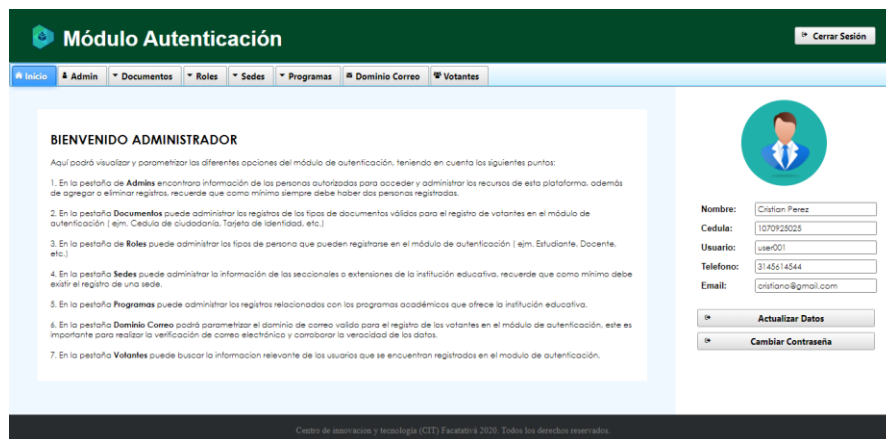 Módulo Autenticación
Cerrar Sesión
Inicio Admin Documentos Roles Sedes Programas Dominio Correo Votantes
BIENVENIDO ADMINISTRADOR
Aquí podrá visualizar y parametrizar las diferentes opciones del módulo de autenticación, teniendo en cuenta los siguientes puntos:
1. En la pestaña de Admins encontrara información de las personas autorizadas para acceder y administrar los recursos de esta plataforma, además
de agregar o eliminar registros, recuerde que como mínimo siempre debe haber dos personas registradas.
2. En la pestaña Documentos puede administrar los registros de los tipos de documentos válidos para el registro de votantes en el módulo de
autenticación ( ejm. Cedula de ciudadanía, Tarjeta de Identidad, etc.)
3. En la pestaña de Roles puede administrar los tipos de persona que pueden registrarse en el módulo de autenticación ( ejm. Estudiante, Docente,
etc.)
4. En la pestaña Sedes puede administrar la información de las seccionales o extensiones de la institución educativa, recuerde que como mínimo debe
existir el registro de una sede.
5. En la pestaña Programas puede administrar los registros relacionados con los programas académicos que ofrece la institución educativa.
6. En la pestaña Dominio Correo podrá parametrizar el dominio de correo valido para el registro de los votantes en el módulo de autenticación, este es
importante para realizar la verificación de correo electrónico y corroborar la veracidad de los datos.
7. En la pestaña Votantes puede buscar la informacion relevante de los usuarios que se encuentran registrados en el modulo de autenticación.
Nombre: Cristian Perez
Cedula: 1070925025
Usuario: user001
Telefono: 3145614544
Email: cristiano@gmail.com
Actualizar Datos
Cambiar Contraseña
Centro de innovacion y tecnología (CIT) Facatativá 2020. Todos los derechos reservados.